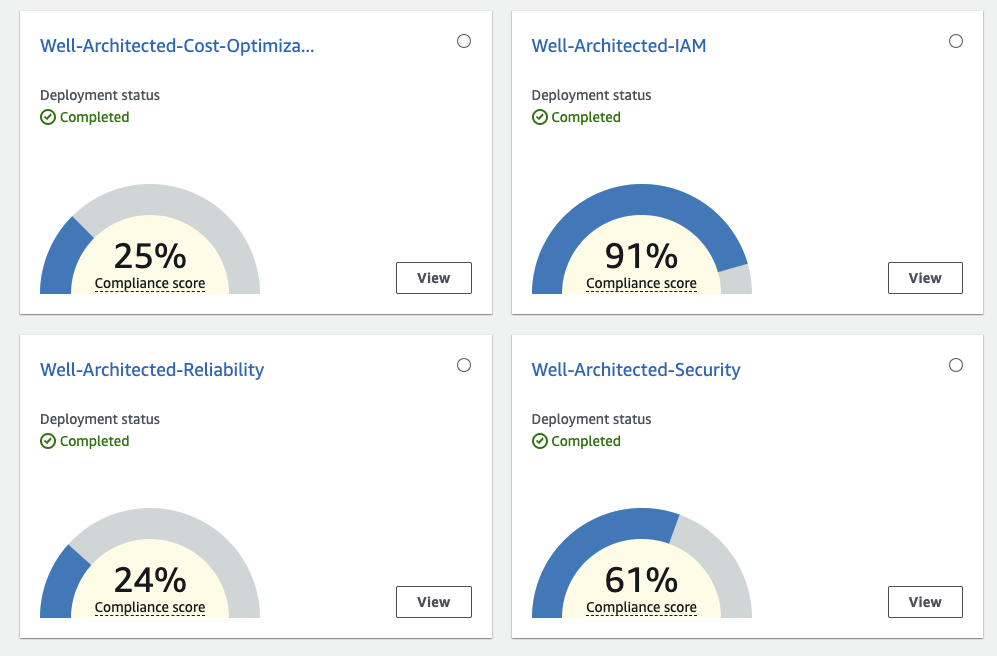 Well-Architected-Cost-Optimiza...
Deployment status
Completed
25%
Compliance score
View
Well-Architected-IAM
Deployment status
Completed
91%
Compliance score
View
Well-Architected-Reliability
Deployment status
Completed
24%
Compliance score
View
Well-Architected-Security
Deployment status
Completed
61%
Compliance score
View